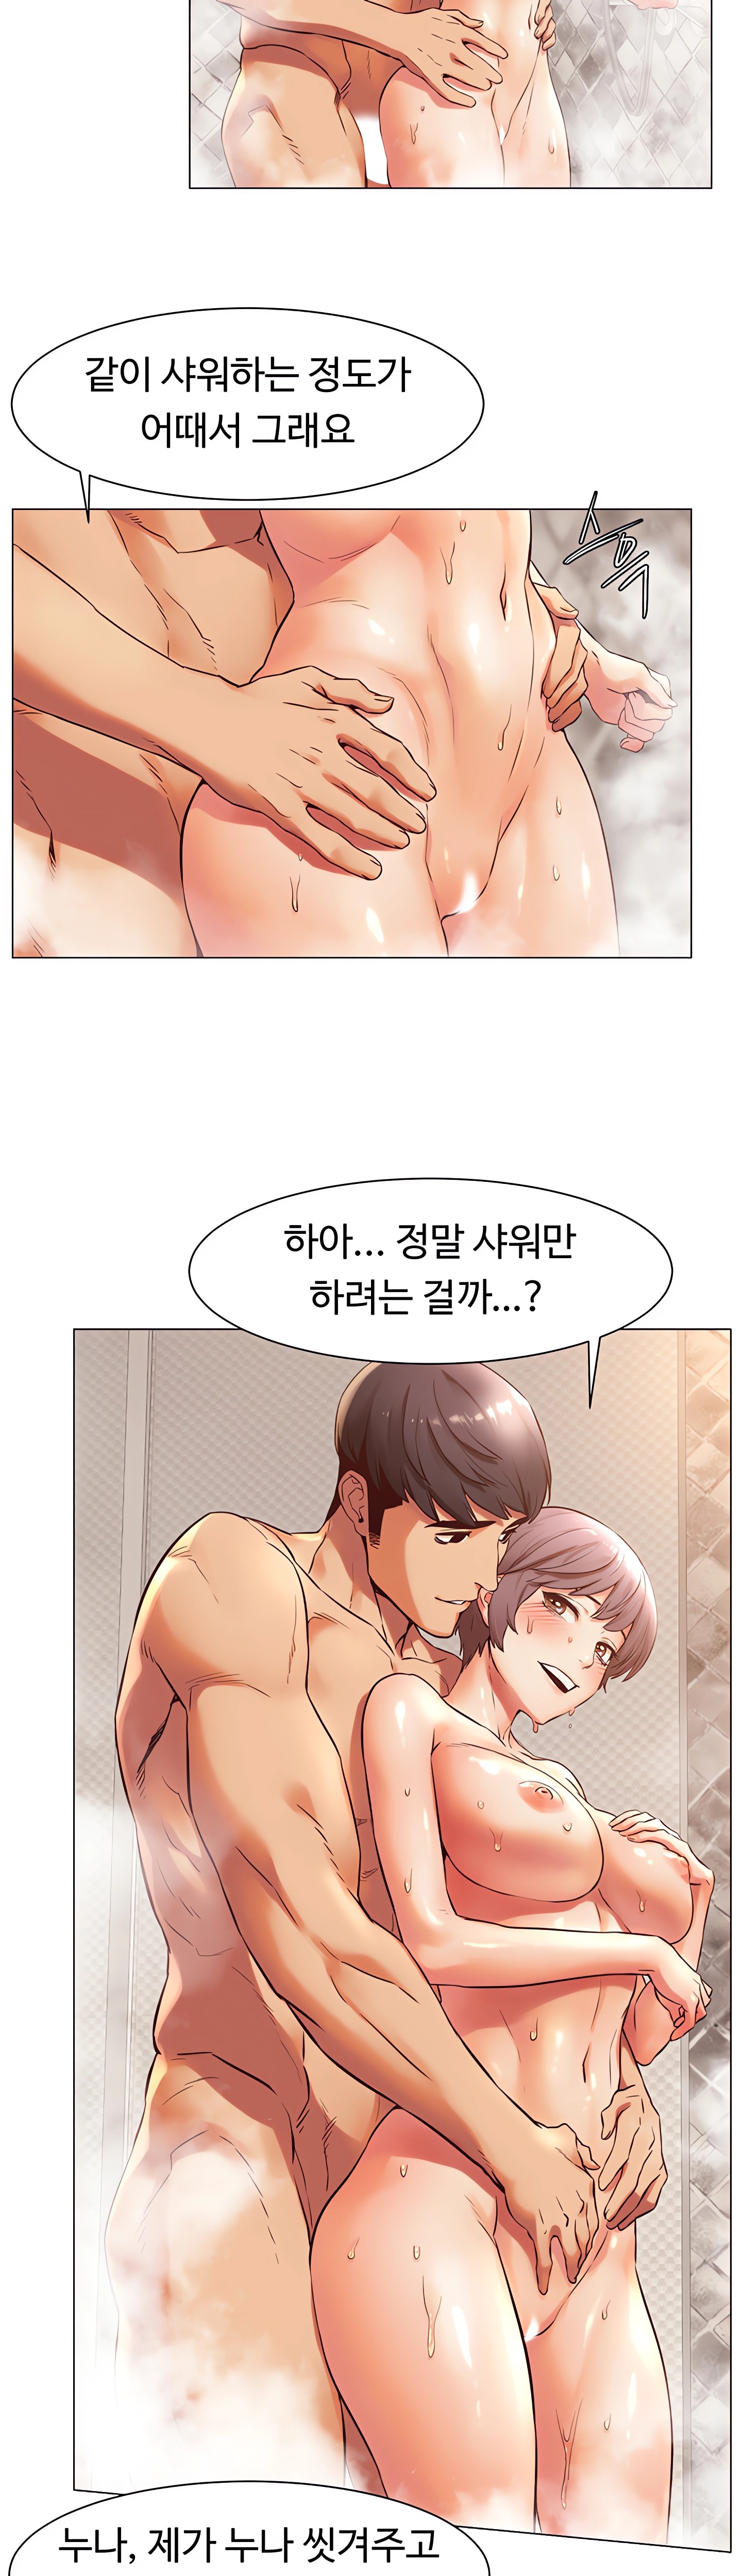 같이 샤워하는 정도가
어때서 그래요
스윽
하아... 정말 샤워만
하려는 걸까...?
누나, 제가 누나 씻겨주고